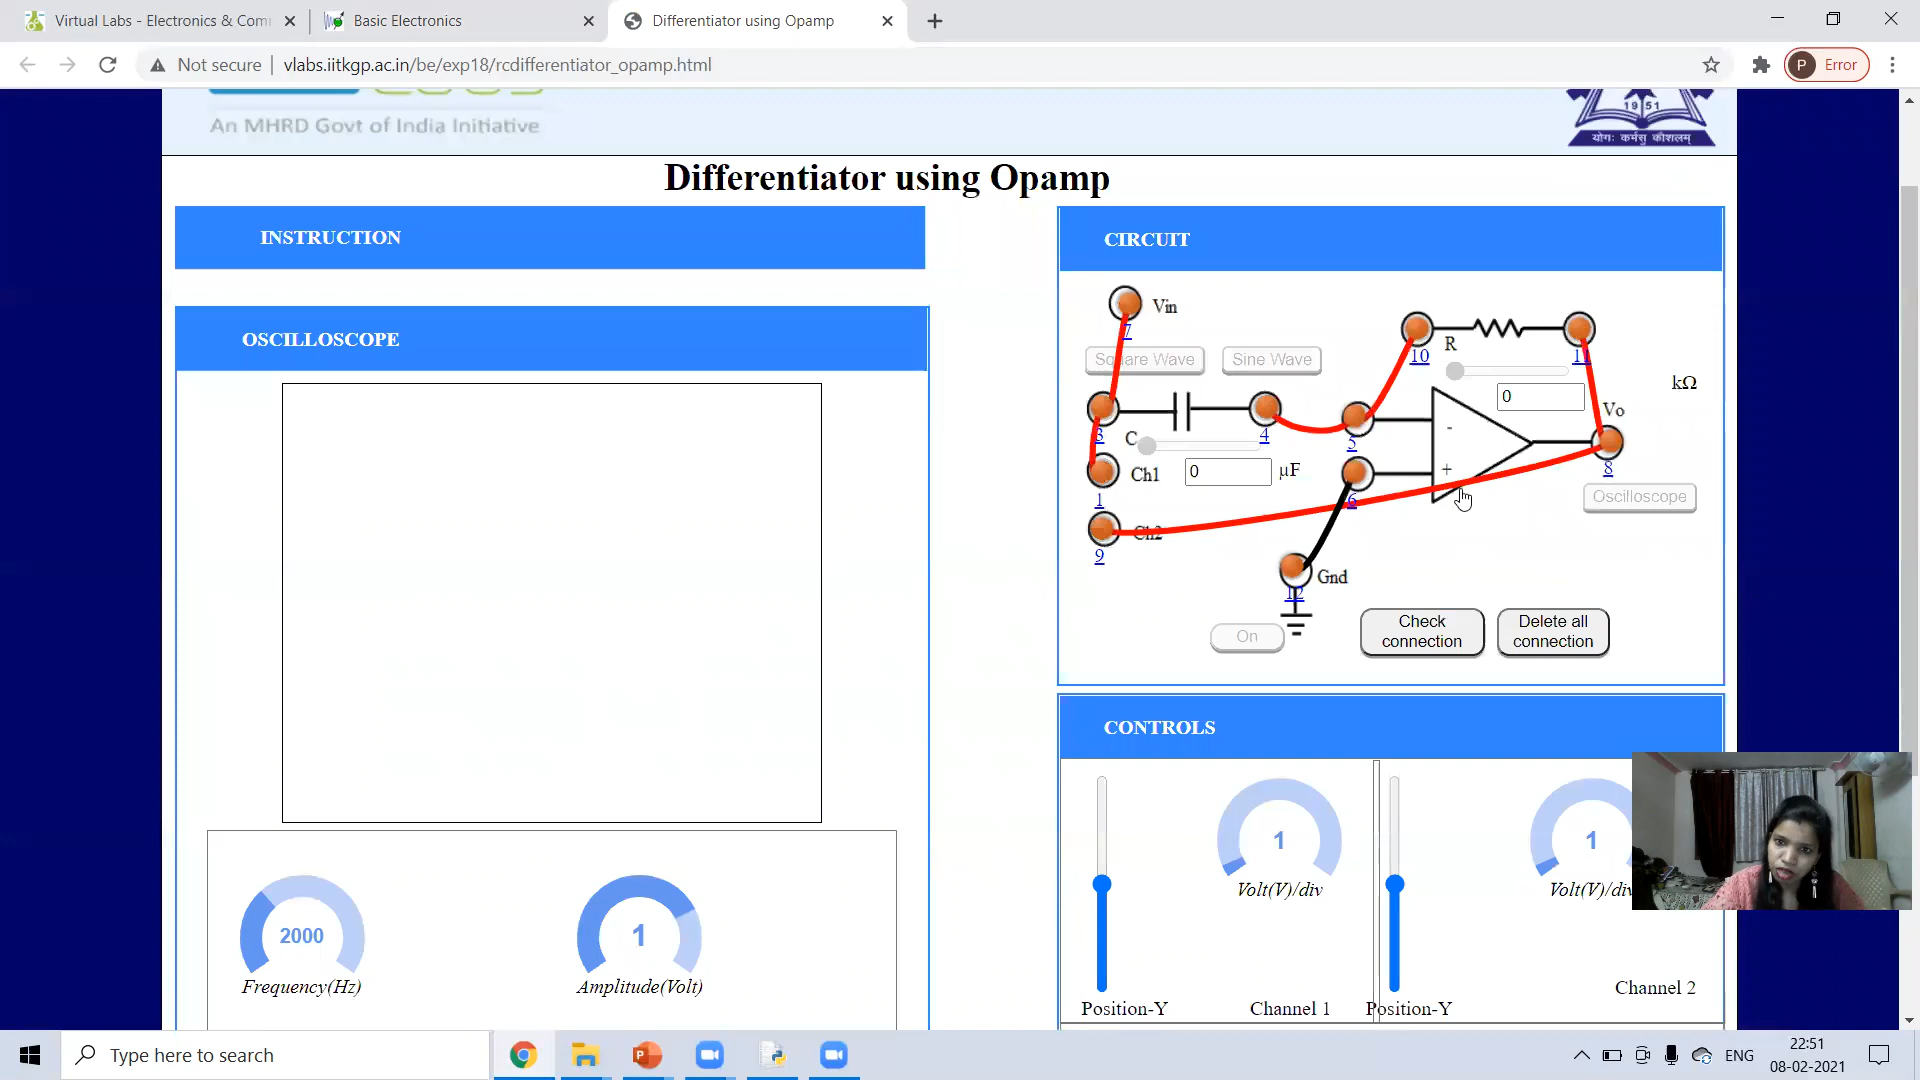 Virtual Labs - Electronics & Com
Basic Electronics
Differentiator using Opamp
Not secure
vlabs.iitkgp.ac.in/be/exp18/rcdifferentiator_opamp.html
P Error
An MHRD Govt of India Initiative
1951
योगः कर्मसु कौशलम्
Differentiator using Opamp
INSTRUCTION
OSCILLOSCOPE
2000
Frequency(Hz)
1
Amplitude(Volt)
CIRCUIT
Vin
7
Square Wave
Sine Wave
10
R
11
0
kΩ
3
C
4
5
-
+
Vo
8
Ch1
0
μF
1
6
Oscilloscope
Ch2
9
Gnd
12
On
Check
connection
Delete all
connection
CONTROLS
1
Volt(V)/div
1
Volt(V)/div
Position-Y
Channel 1
Position-Y
Channel 2
Type here to search
ENG
22:51
08-02-2021